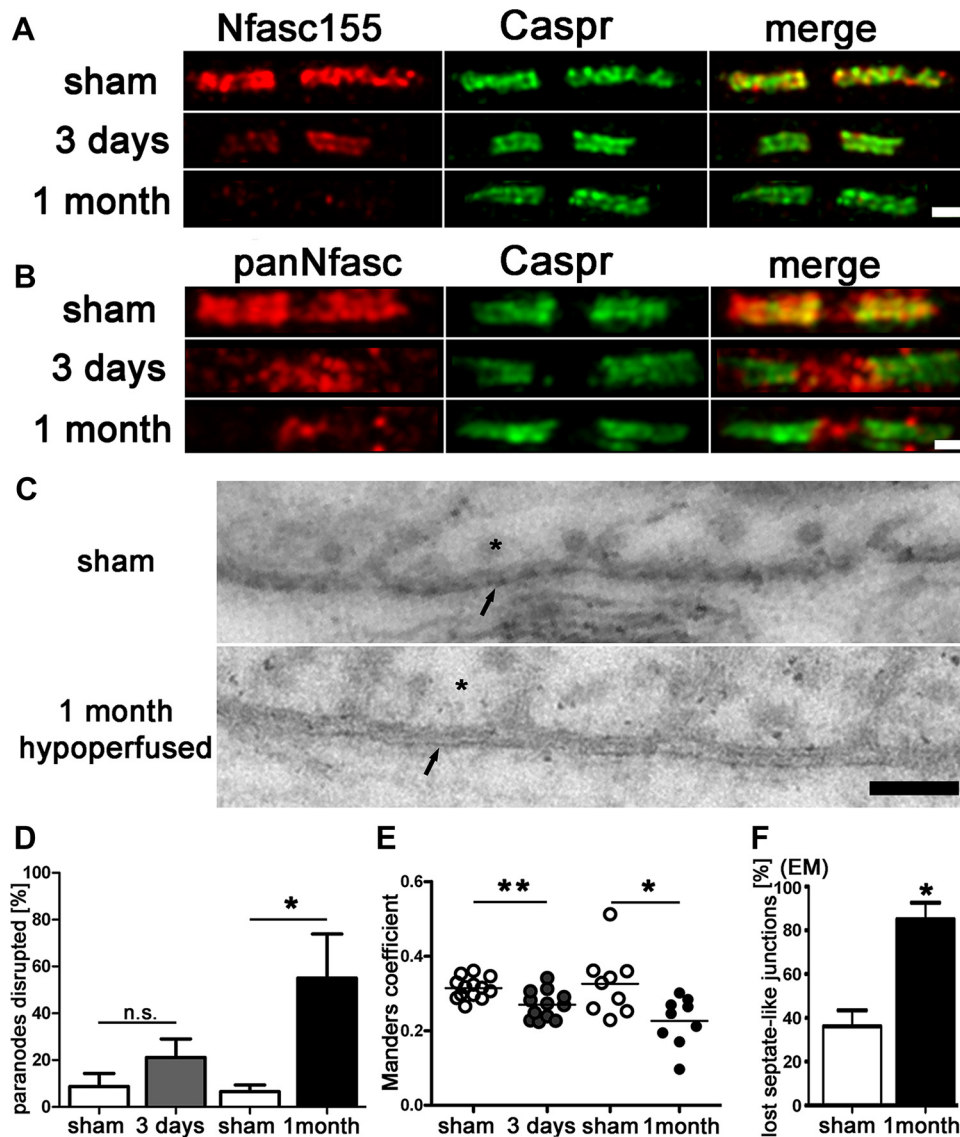 A Nfasc155 Caspr merge
sham
3 days
1 month
B panNfasc Caspr merge
sham
3 days
1 month
C
sham
*
1 month
hypoperfused
*
D
paranodes disrupted [%]
100
80
60
40
20
0
n.s.
*
sham 3 days sham 1month
E
Manders coefficient
0.6
0.4
0.2
0.0
** *
sham 3 days sham 1month
F
lost septate-like junctions [%] (EM)
100
80
60
40
20
0
*
sham 1month